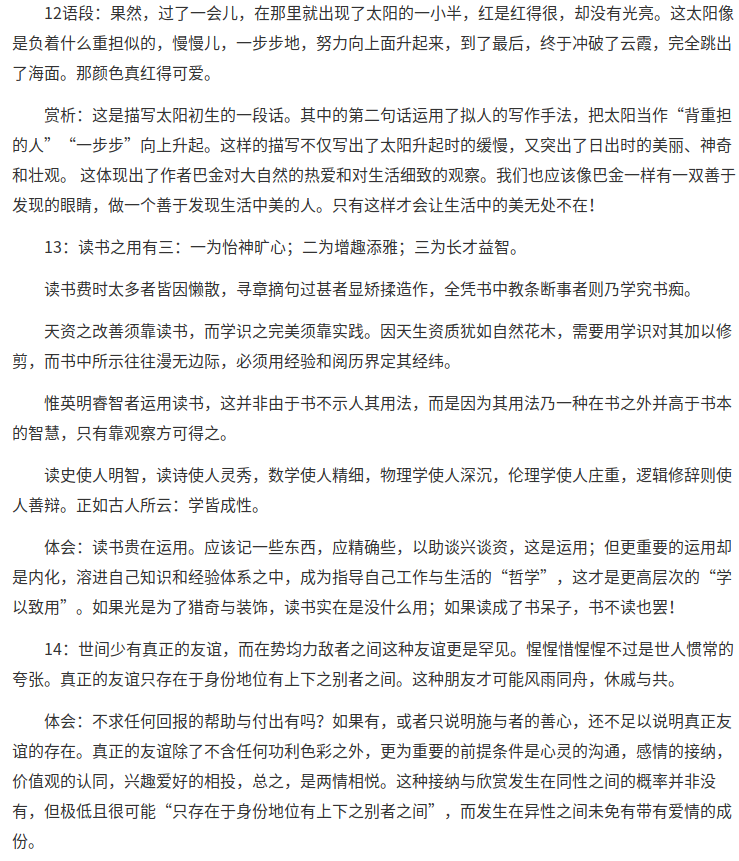 12语段：果然，过了一会儿，在那里就出现了太阳的一小半，红是红得很，却没有光亮。这太阳像
是负着什么重担似的，慢慢儿，一步步地，努力向上面升起来，到了最后，终于冲破了云霞，完全跳出
了海面。那颜色真红得可爱。
赏析：这是描写太阳初生的一段话。其中的第二句话运用了拟人的写作手法，把太阳当作“背重担
的人”“一步步”向上升起。这样的描写不仅写出了太阳升起时的缓慢，又突出了日出时的美丽、神奇
和壮观。 这体现出了作者巴金对大自然的热爱和对生活细致的观察。我们也应该像巴金一样有一双善于
发现的眼睛，做一个善于发现生活中美的人。只有这样才会让生活中的美无处不在！
13：读书之用有三：一为怡神旷心；二为增趣添雅；三为长才益智。
读书费时太多者皆因懒散，寻章摘句过甚者显矫揉造作，全凭书中教条断事者则乃学究书痴。
天资之改善须靠读书，而学识之完美须靠实践。因天生资质犹如自然花木，需要用学识对其加以修
剪，而书中所示往往漫无边际，必须用经验和阅历界定其经纬。
惟英明睿智者运用读书，这并非由于书不示人其用法，而是因为其用法乃一种在书之外并高于书本
的智慧，只有靠观察方可得之。
读史使人明智，读诗使人灵秀，数学使人精细，物理学使人深沉，伦理学使人庄重，逻辑修辞则使
人善辩。正如古人所云：学皆成性。
体会：读书贵在运用。应该记一些东西，应精确些，以助谈兴谈资，这是运用；但更重要的运用却
是内化，溶进自己知识和经验体系之中，成为指导自己工作与生活的“哲学”，这才是更高层次的“学
以致用”。如果光是为了猎奇与装饰，读书实在是没什么用；如果读成了书呆子，书不读也罢！
14：世间少有真正的友谊，而在势均力敌者之间这种友谊更是罕见。惺惺惜惺惺不过是世人惯常的
夸张。真正的友谊只存在于身份地位有上下之别者之间。这种朋友才可能风雨同舟，休戚与共。
体会：不求任何回报的帮助与付出有吗？如果有，或者只说明施与者的善心，还不足以说明真正友
谊的存在。真正的友谊除了不含任何功利色彩之外，更为重要的前提条件是心灵的沟通，感情的接纳，
价值观的认同，兴趣爱好的相投，总之，是两情相悦。这种接纳与欣赏发生在同性之间的概率并非没
有，但极低且很可能“只存在于身份地位有上下之别者之间”，而发生在异性之间未免有带有爱情的成
份。